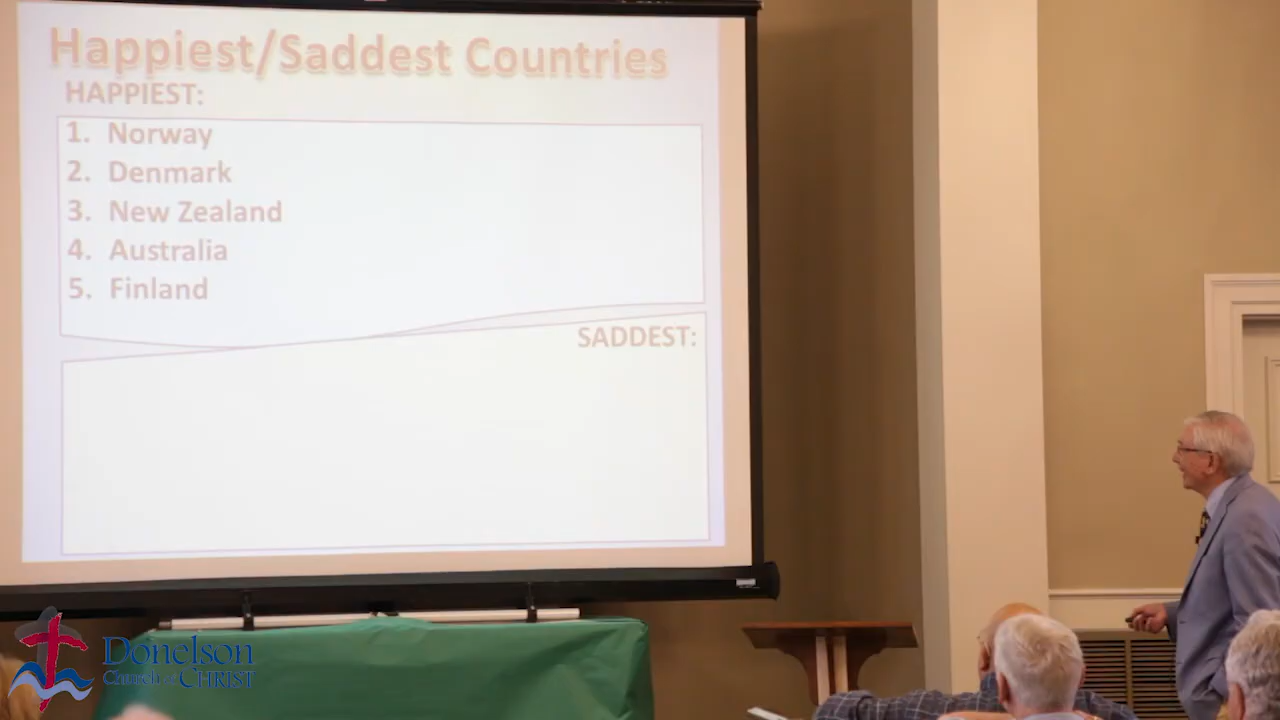 Happiest/Saddest Countries
HAPPIEST:
1. Norway
2. Denmark
3. New Zealand
4. Australia
5. Finland
SADDEST:
Donelson
Church of CHRIST